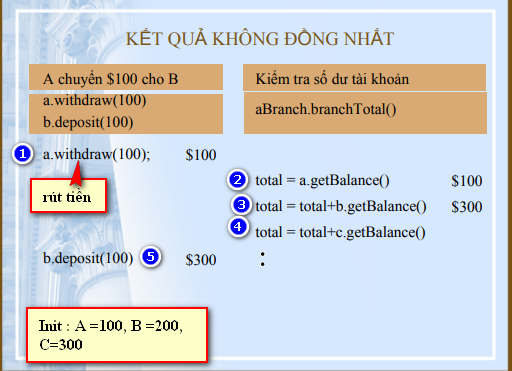 KẾT QUẢ KHÔNG ĐỒNG NHẤT
A chuyển $100 cho B
Kiểm tra số dư tài khoản
a.withdraw(100)
b.deposit(100)
aBranch.branchTotal()
1 a.withdraw(100); $100
rút tiền
2 total = a.getBalance() $100
3 total = total+b.getBalance() $300
4 total = total+c.getBalance()
:
b.deposit(100) 5 $300
Init : A =100, B =200,
C=300